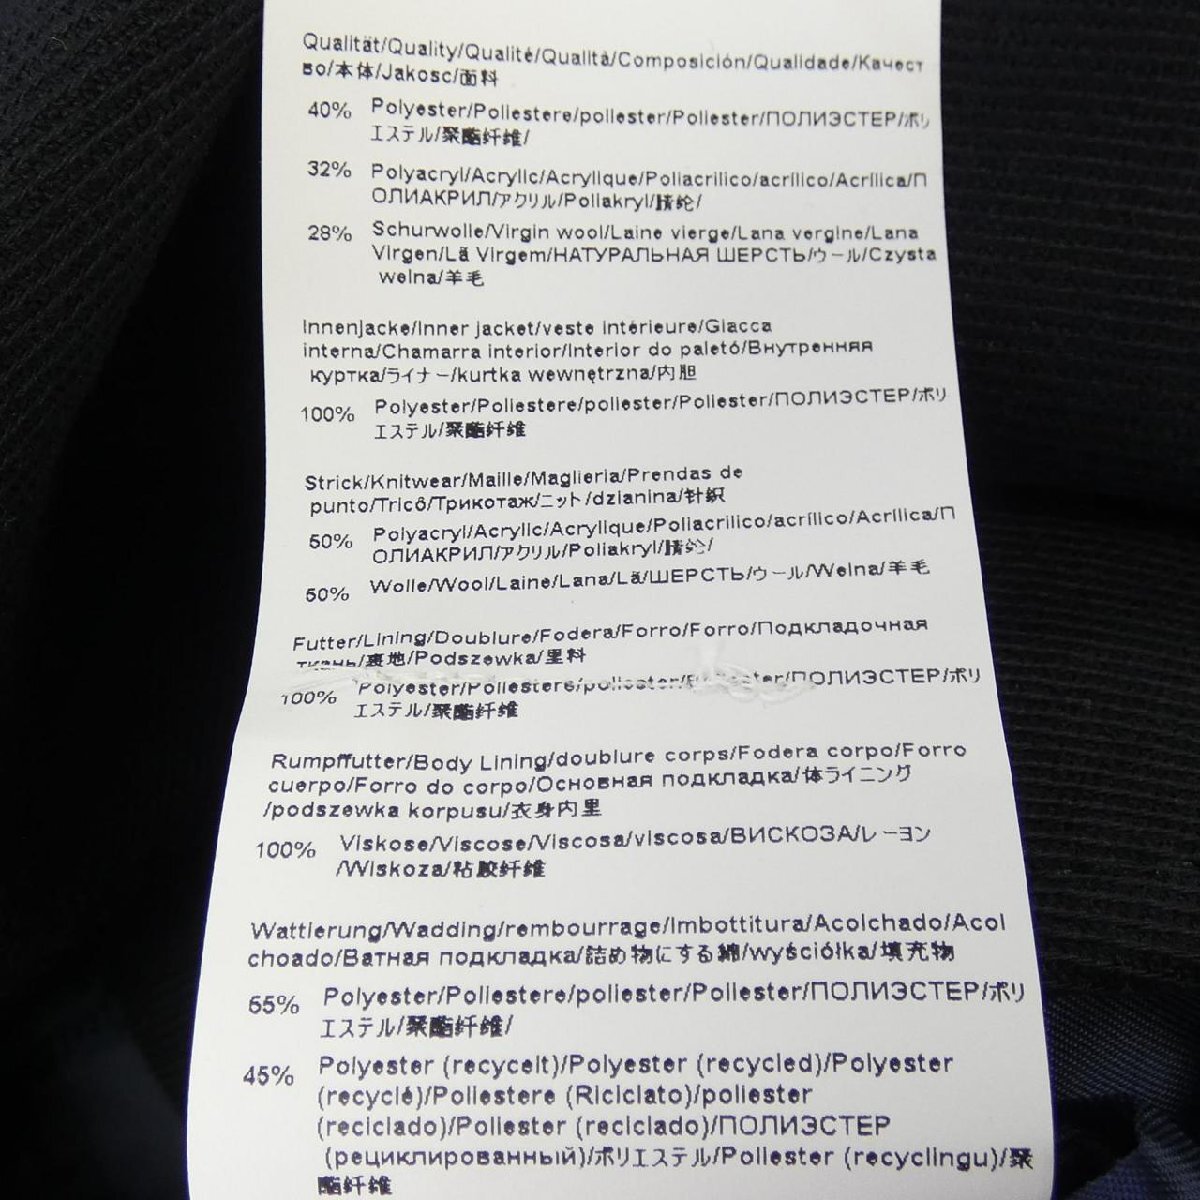 Qualität/Quality/Qualité/Qualità/Composición/Qualidade/Качест
во/本体/Jakosc/面料
40% Polyester/Poliestere/poliester/Poliester/ПОЛИЭСТЕР/ポリ
エステル/聚酯纤维/
32% Polyacryl/Acrylic/Acrylique/Poliacrilico/acrílico/Acrílica/П
ОЛИАКРИЛ/アクリル/Poliakryl/腈纶/
28% Schurwolle/Virgin wool/Laine vierge/Lana vergine/Lana
Virgen/Lã Virgem/НАТУРАЛЬНАЯ ШЕРСТЬ/ウール/Czysta
welna/羊毛
Innenjacke/Inner jacket/veste intérieure/Giacca
interna/Chamarra interior/Interior do paletó/Внутренняя
куртка/ライナー/kurtka wewnętrzna/内胆
100% Polyester/Poliestere/poliester/Poliester/ПОЛИЭСТЕР/ポリ
エステル/聚酯纤维
Strick/Knitwear/Maille/Maglieria/Prendas de
punto/Tricô/Трикотаж/ニット/dzianina/针织
50% Polyacryl/Acrylic/Acrylique/Poliacrilico/acrílico/Acrílica/П
ОЛИАКРИЛ/アクリル/Poliakryl/腈纶/
50% Wolle/Wool/Laine/Lana/Lã/ШЕРСТЬ/ウール/Welna/羊毛
Futter/Lining/Doublure/Fodera/Forro/Forro/Подкладочная
ткань/裏地/Podszewka/里料
100% Polyester/Poliestere/poliester/Poliester/ПОЛИЭСТЕР/ポリ
エステル/聚酯纤维
Rumpffutter/Body Lining/doublure corps/Fodera corpo/Forro
cuerpo/Forro do corpo/Основная подкладка/体ライニング
/podszewka korpusu/衣身内里
100% Viskose/Viscose/Viscosa/viscosa/ВИСКОЗА/レーヨン
/Wiskoza/粘胶纤维
Wattierung/Wadding/rembourrage/Imbottitura/Acolchado/Acol
choado/Ватная подкладка/詰め物にする綿/wyściółka/填充物
55% Polyester/Poliestere/poliester/Poliester/ПОЛИЭСТЕР/ポリ
エステル/聚酯纤维/
45% Polyester (recycelt)/Polyester (recycled)/Polyester
(recyclé)/Poliestere (Riciclato)/poliester
(reciclado)/Poliester (reciclado)/ПОЛИЭСТЕР
(рециклированный)/ポリエステル/Poliester (recyclingu)/聚
酯纤维